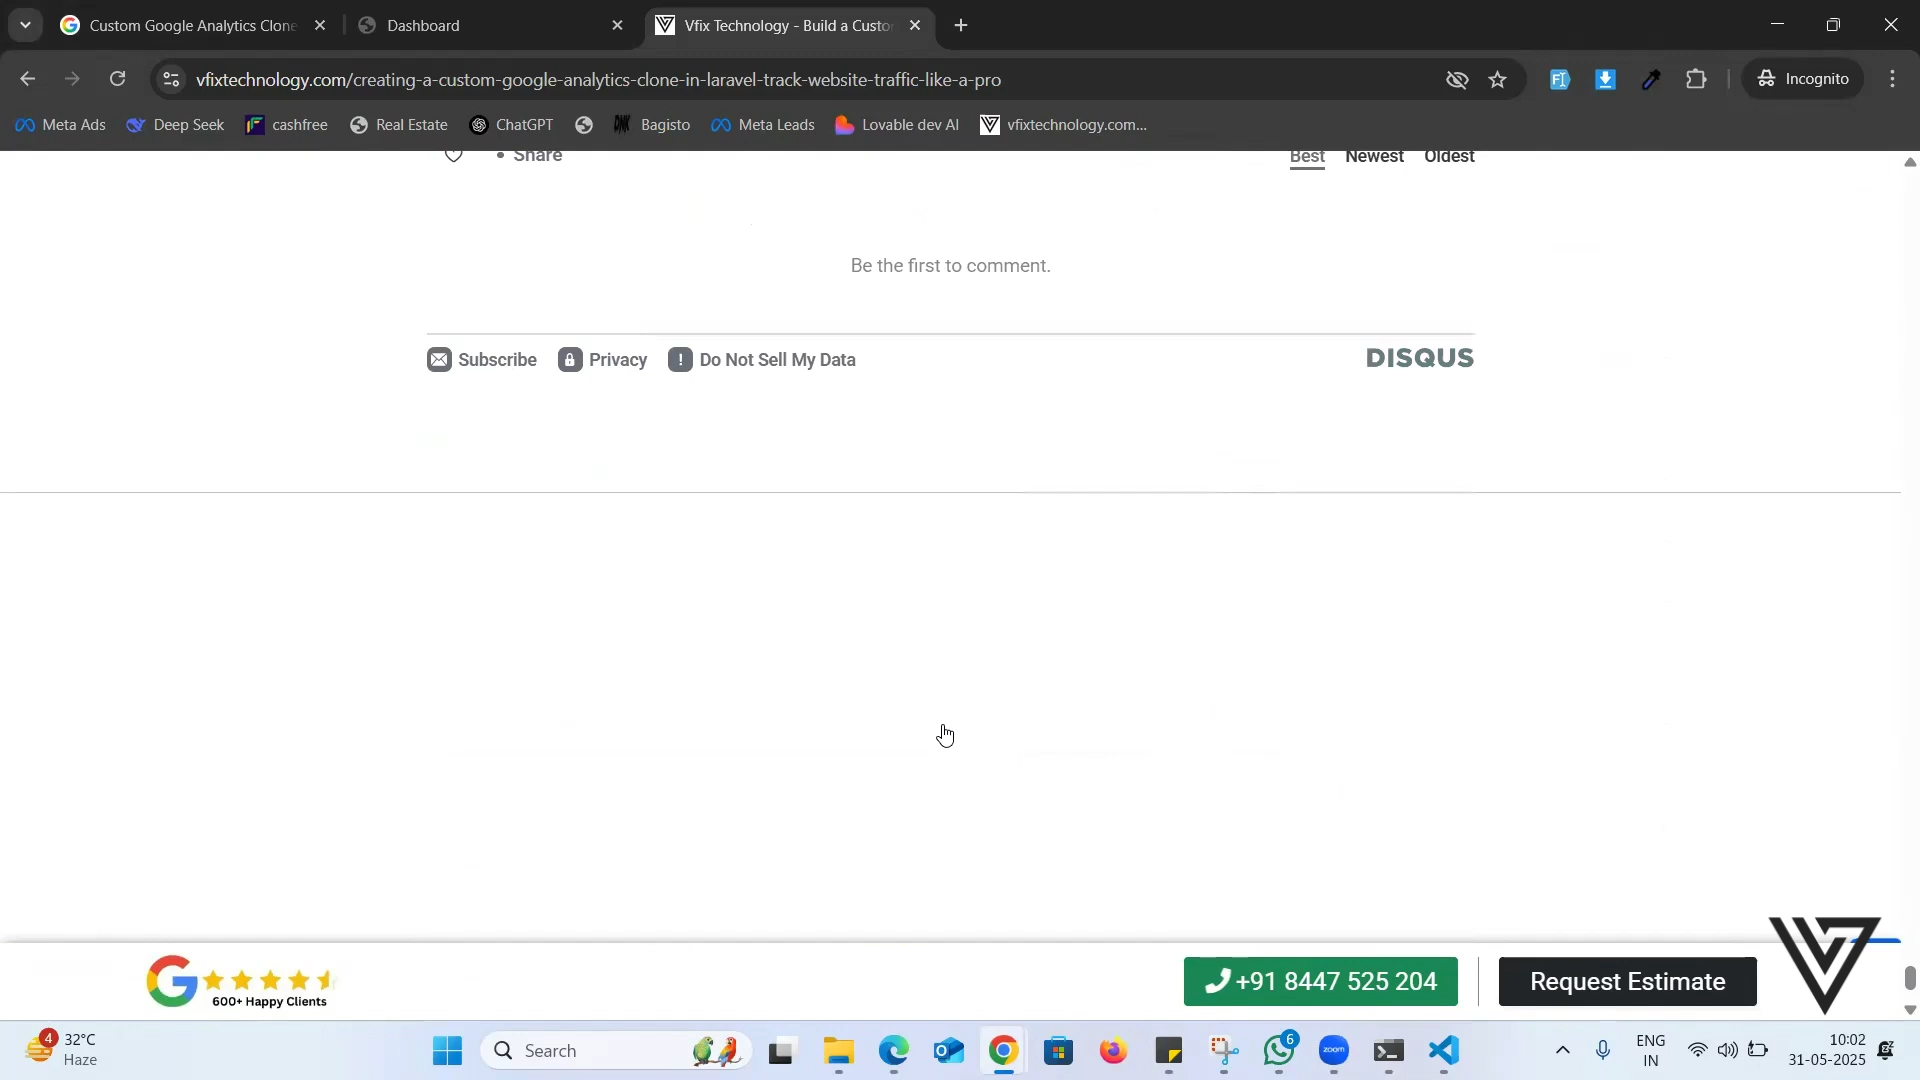 Custom Google Analytics Clone
Dashboard
Vfix Technology - Build a Custo
vfixtechnology.com/creating-a-custom-google-analytics-clone-in-laravel-track-website-traffic-like-a-pro
Incognito
Meta Ads
Deep Seek
cashfree
Real Estate
ChatGPT
Bagisto
Meta Leads
Lovable dev AI
vfixtechnology.com...
• Share
Best Newest Oldest
Be the first to comment.
Subscribe
Privacy
Do Not Sell My Data
DISQUS
600+ Happy Clients
+91 8447 525 204
Request Estimate
4
32°C
Haze
Search
6
zoom
ENG
IN
10:02
31-05-2025